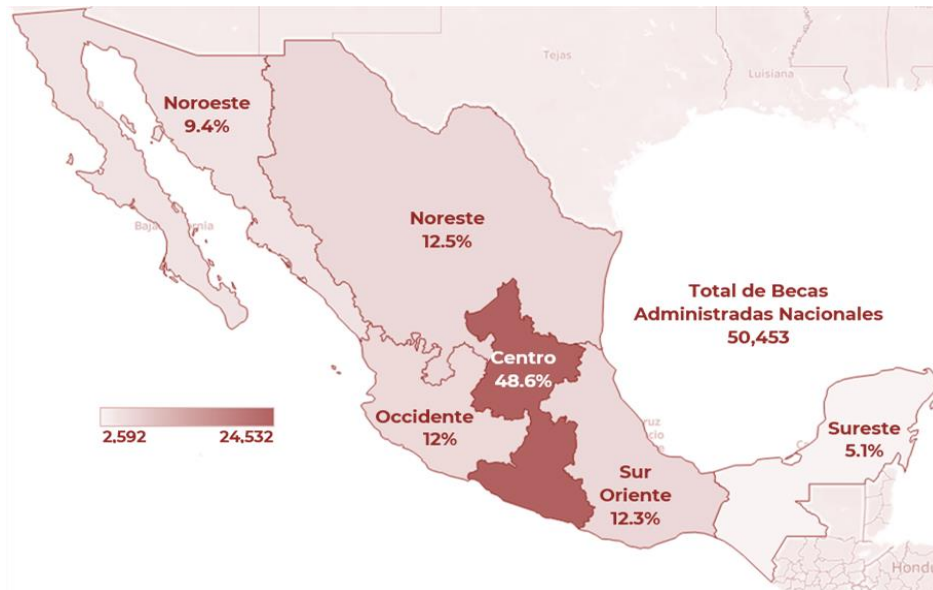 Tejas
Luisiana
Noroeste
9.4%
Noreste
12.5%
Total de Becas
Administradas Nacionales
50,453
Centro
48.6%
Occidente
12%
2,592
24,532
Sureste
5.1%
Sur
Oriente
12.3%